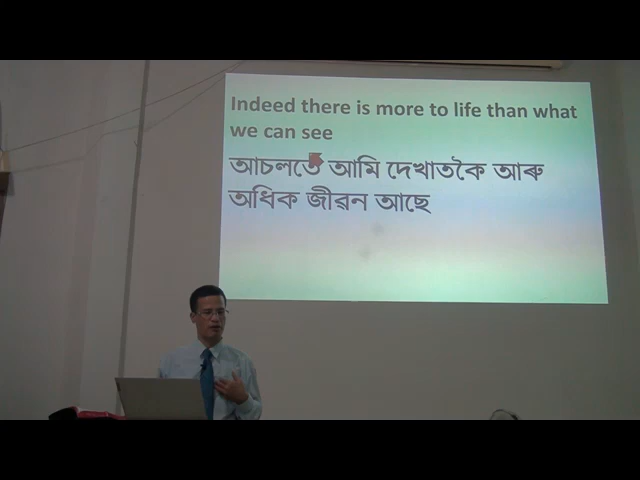 Indeed there is more to life than what
we can see
আচলতে আমি দেখাতকৈ আৰু
অধিক জীৱন আছে